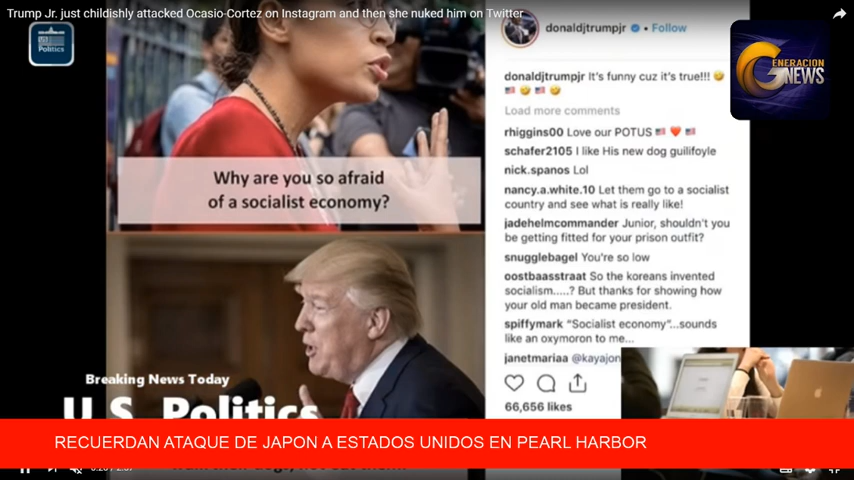 Trump Jr. just childishly attacked Ocasio-Cortez on Instagram and then she nuked him on Twitter
US
Politics
GENERACION
NEWS
donaldjtrumpjr • Follow
donaldjtrumpjr It's funny cuz it's true!!!
Load more comments
rhiggins00 Love our POTUS
schafer2105 I like His new dog guilifoyle
nick.spanos Lol
nancy.a.white.10 Let them go to a socialist
country and see what is really like!
jadehelmcommander Junior, shouldn't you
be getting fitted for your prison outfit?
snugglebagel You're so low
oostbaasstraat So the koreans invented
socialism.....? But thanks for showing how
your old man became president.
spiffymark "Socialist economy"...sounds
like an oxymoron to me...
janetmariaa @kayajon
66,656 likes
Why are you so afraid
of a socialist economy?
Breaking News Today
U.S. Politics
RECUERDAN ATAQUE DE JAPON A ESTADOS UNIDOS EN PEARL HARBOR